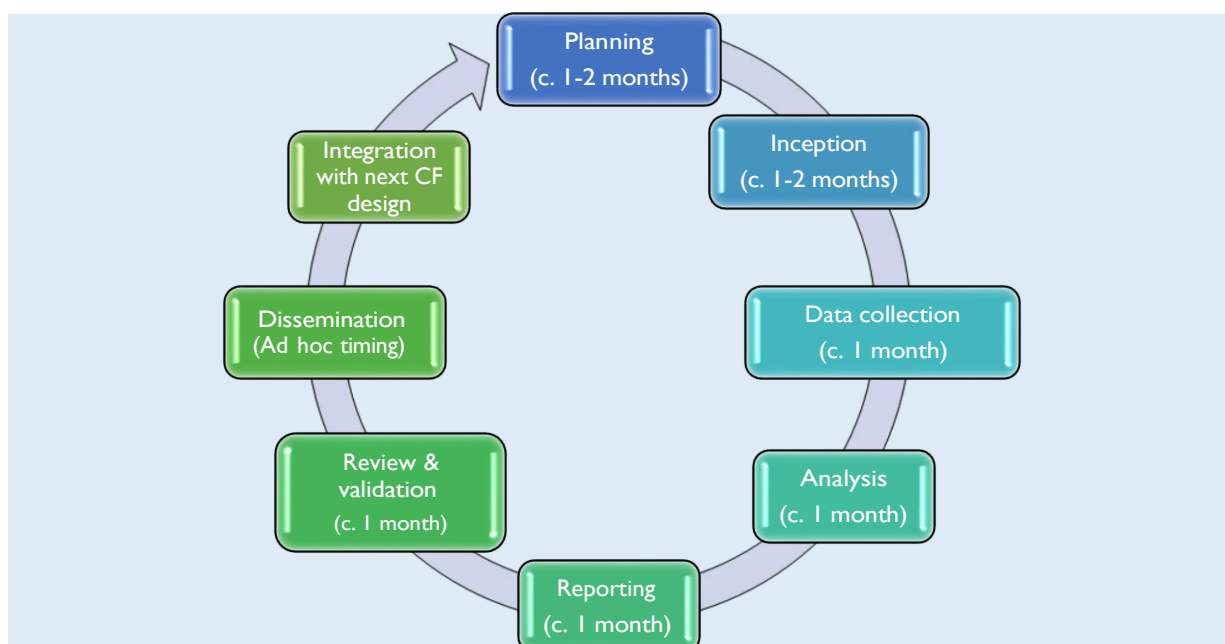 Planning
(c. 1-2 months)
Inception
(c. 1-2 months)
Data collection
(c. 1 month)
Analysis
(c. 1 month)
Reporting
(c. 1 month)
Review &
validation
(c. 1 month)
Dissemination
(Ad hoc timing)
Integration
with next CF
design